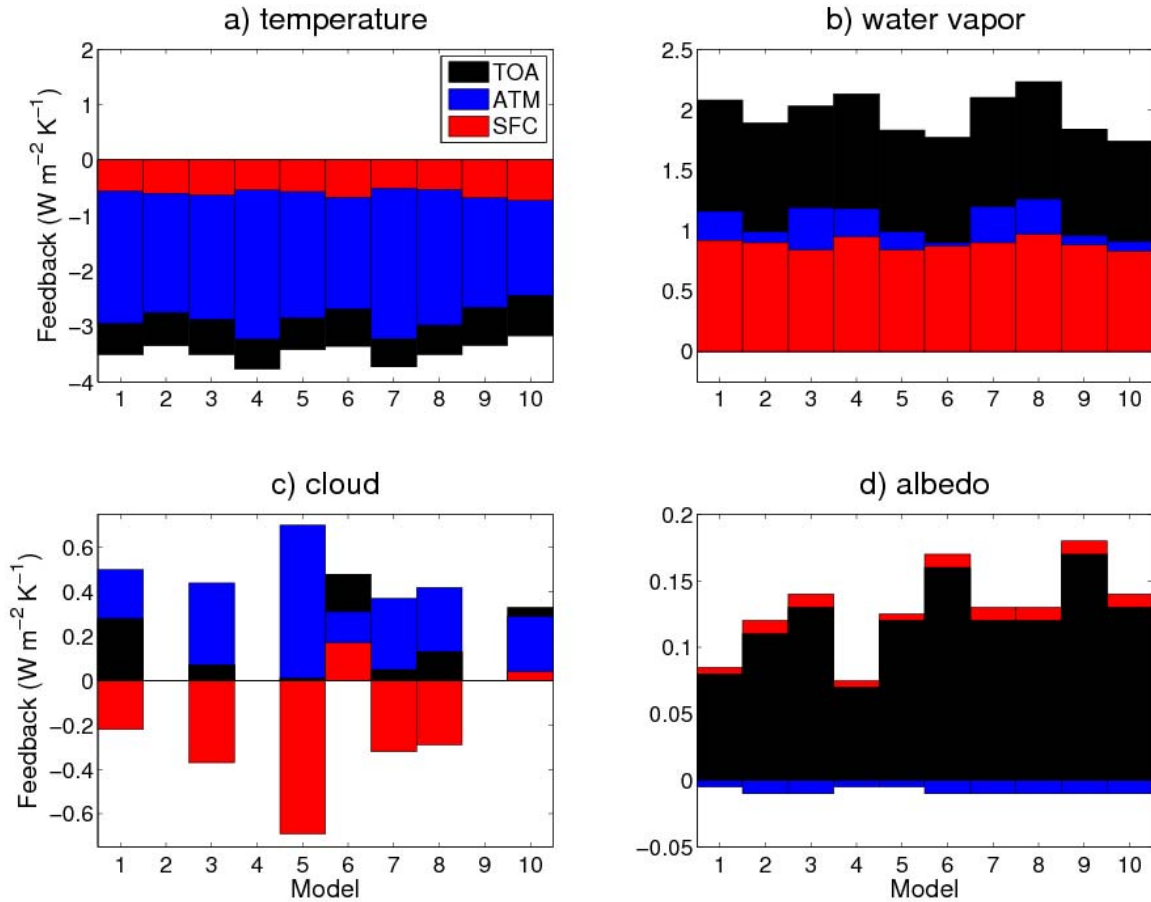 a) temperature
b) water vapor
Feedback (W m⁻² K⁻¹)
2
1
0
−1
−2
−3
−4
TOA
ATM
SFC
1 2 3 4 5 6 7 8 9 10
2.5
2
1.5
1
0.5
0
1 2 3 4 5 6 7 8 9 10
c) cloud
d) albedo
Feedback (W m⁻² K⁻¹)
0.6
0.4
0.2
0
−0.2
−0.4
−0.6
1 2 3 4 5 6 7 8 9 10
Model
0.2
0.15
0.1
0.05
0
−0.05
1 2 3 4 5 6 7 8 9 10
Model